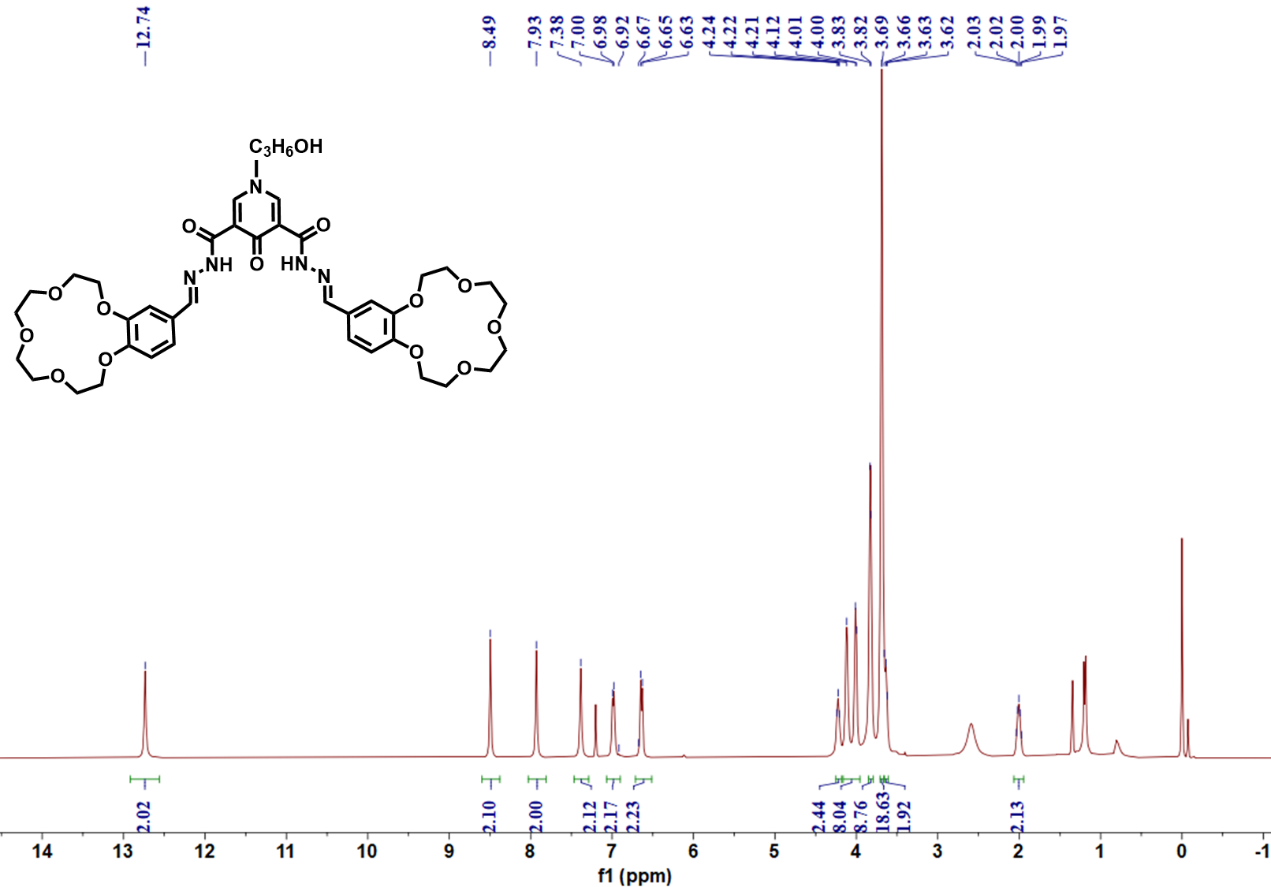 12.74
8.49
7.93
7.38
7.00
6.98
6.92
6.67
6.65
6.63
4.24
4.22
4.21
4.12
4.01
4.00
3.83
3.82
3.69
3.66
3.63
3.62
2.03
2.02
2.00
1.99
1.97
C3H6OH
N
O
O
O
N
NH
HN
N
O
O
O
O
O
O
O
O
O
O
2.02
2.10
2.00
2.12
2.17
2.23
2.44
8.04
8.76
18.63
1.92
2.13
14 13 12 11 10 9 8 7 6 5 4 3 2 1 0 -1
f1 (ppm)